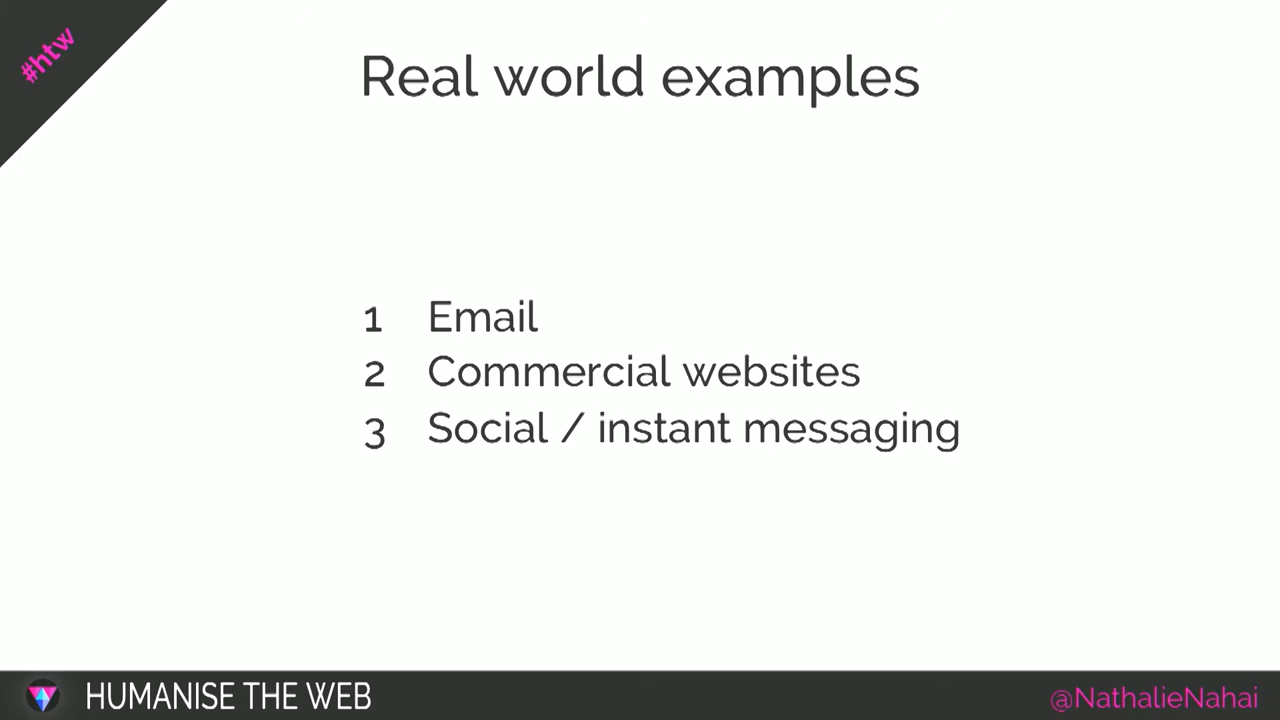 #htw
Real world examples
1 Email
2 Commercial websites
3 Social / instant messaging
HUMANISE THE WEB
@NathalieNahai